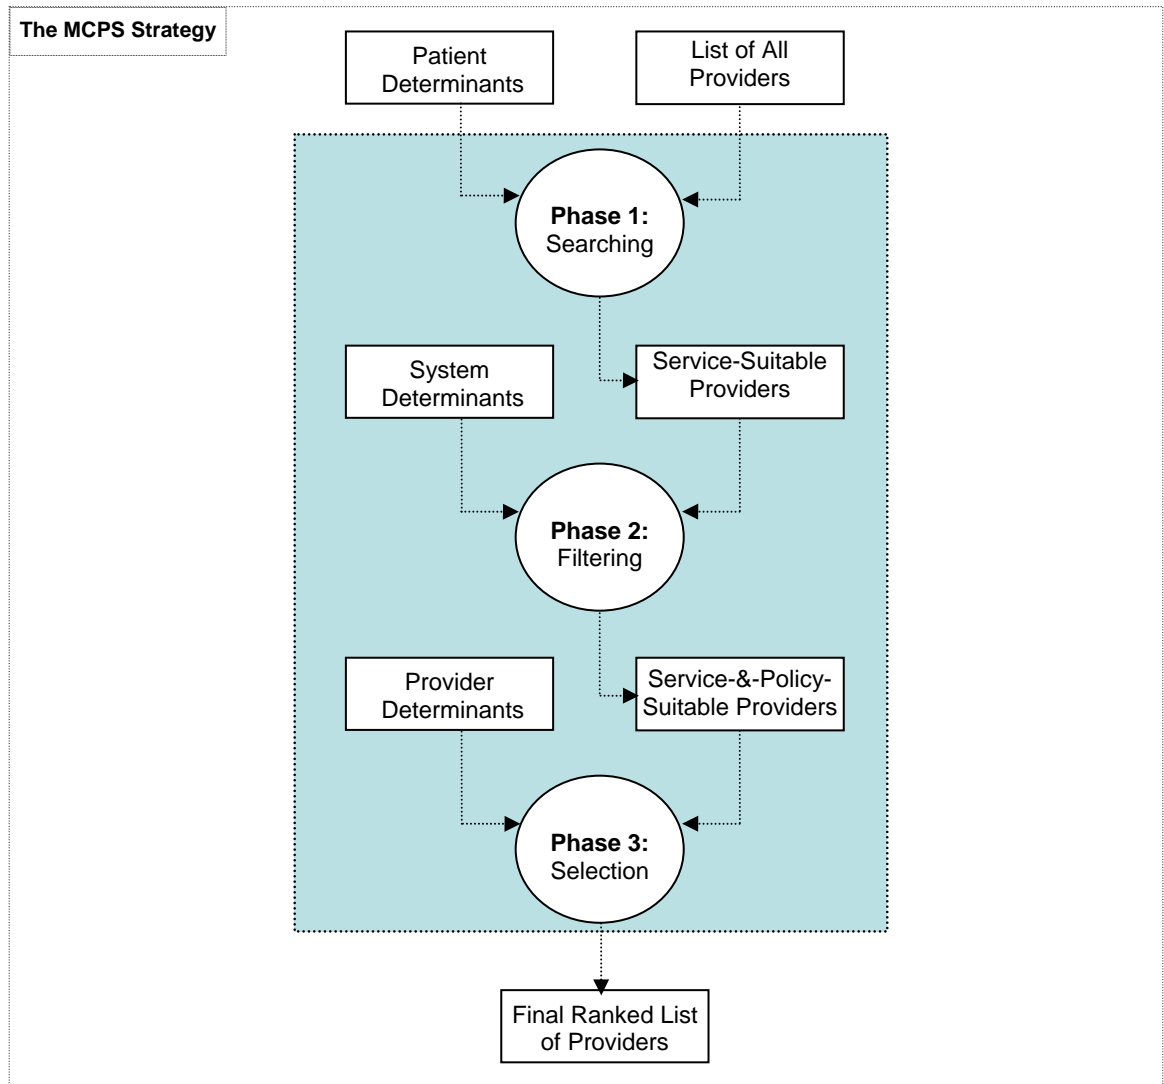 The MCPS Strategy
Patient
Determinants
List of All
Providers
Phase 1:
Searching
System
Determinants
Service-Suitable
Providers
Phase 2:
Filtering
Provider
Determinants
Service-&-Policy-
Suitable Providers
Phase 3:
Selection
Final Ranked List
of Providers